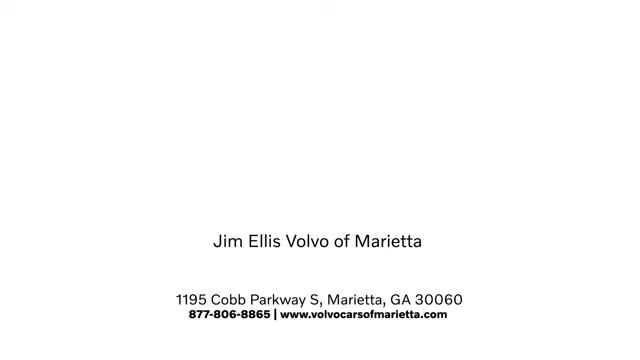 Jim Ellis Volvo of Marietta
1195 Cobb Parkway S, Marietta, GA 30060
877-806-8865 | www.volvocarsofmarietta.com